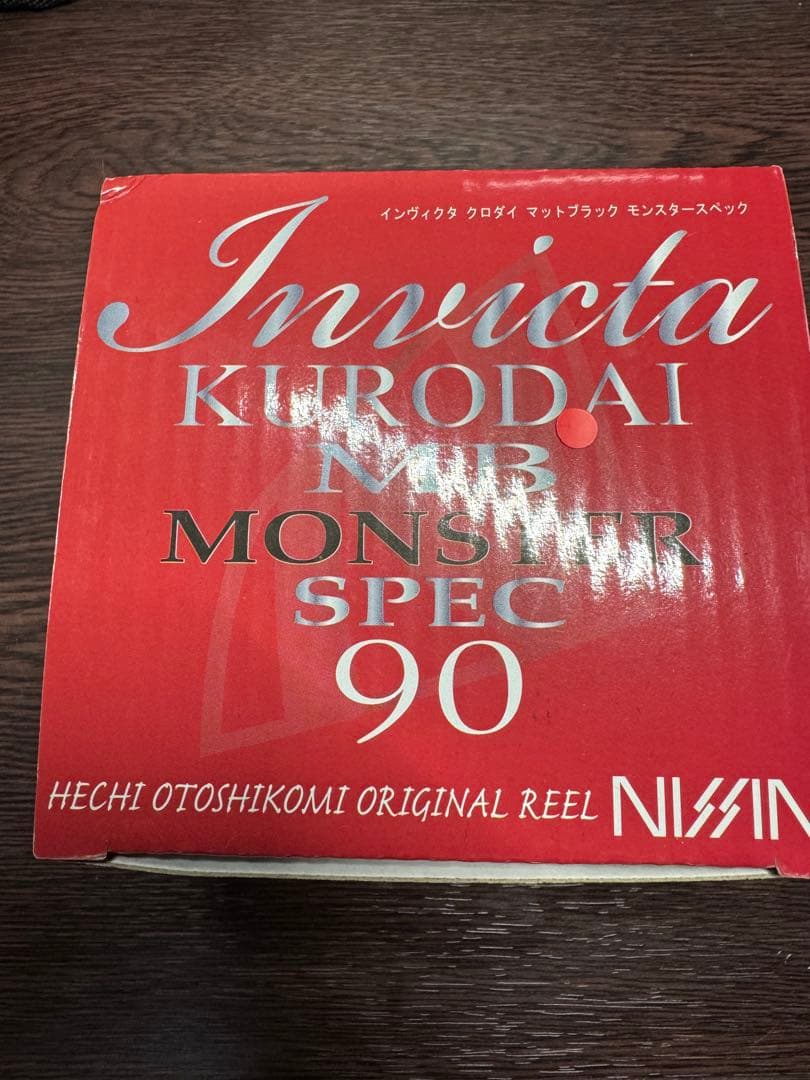 インヴィクタ クロダイ マットブラック モンスタースペック
Invicta
KURODAI
MB
MONSTER
SPEC
90
HECHI OTOSHIKOMI ORIGINAL REEL NISSIN